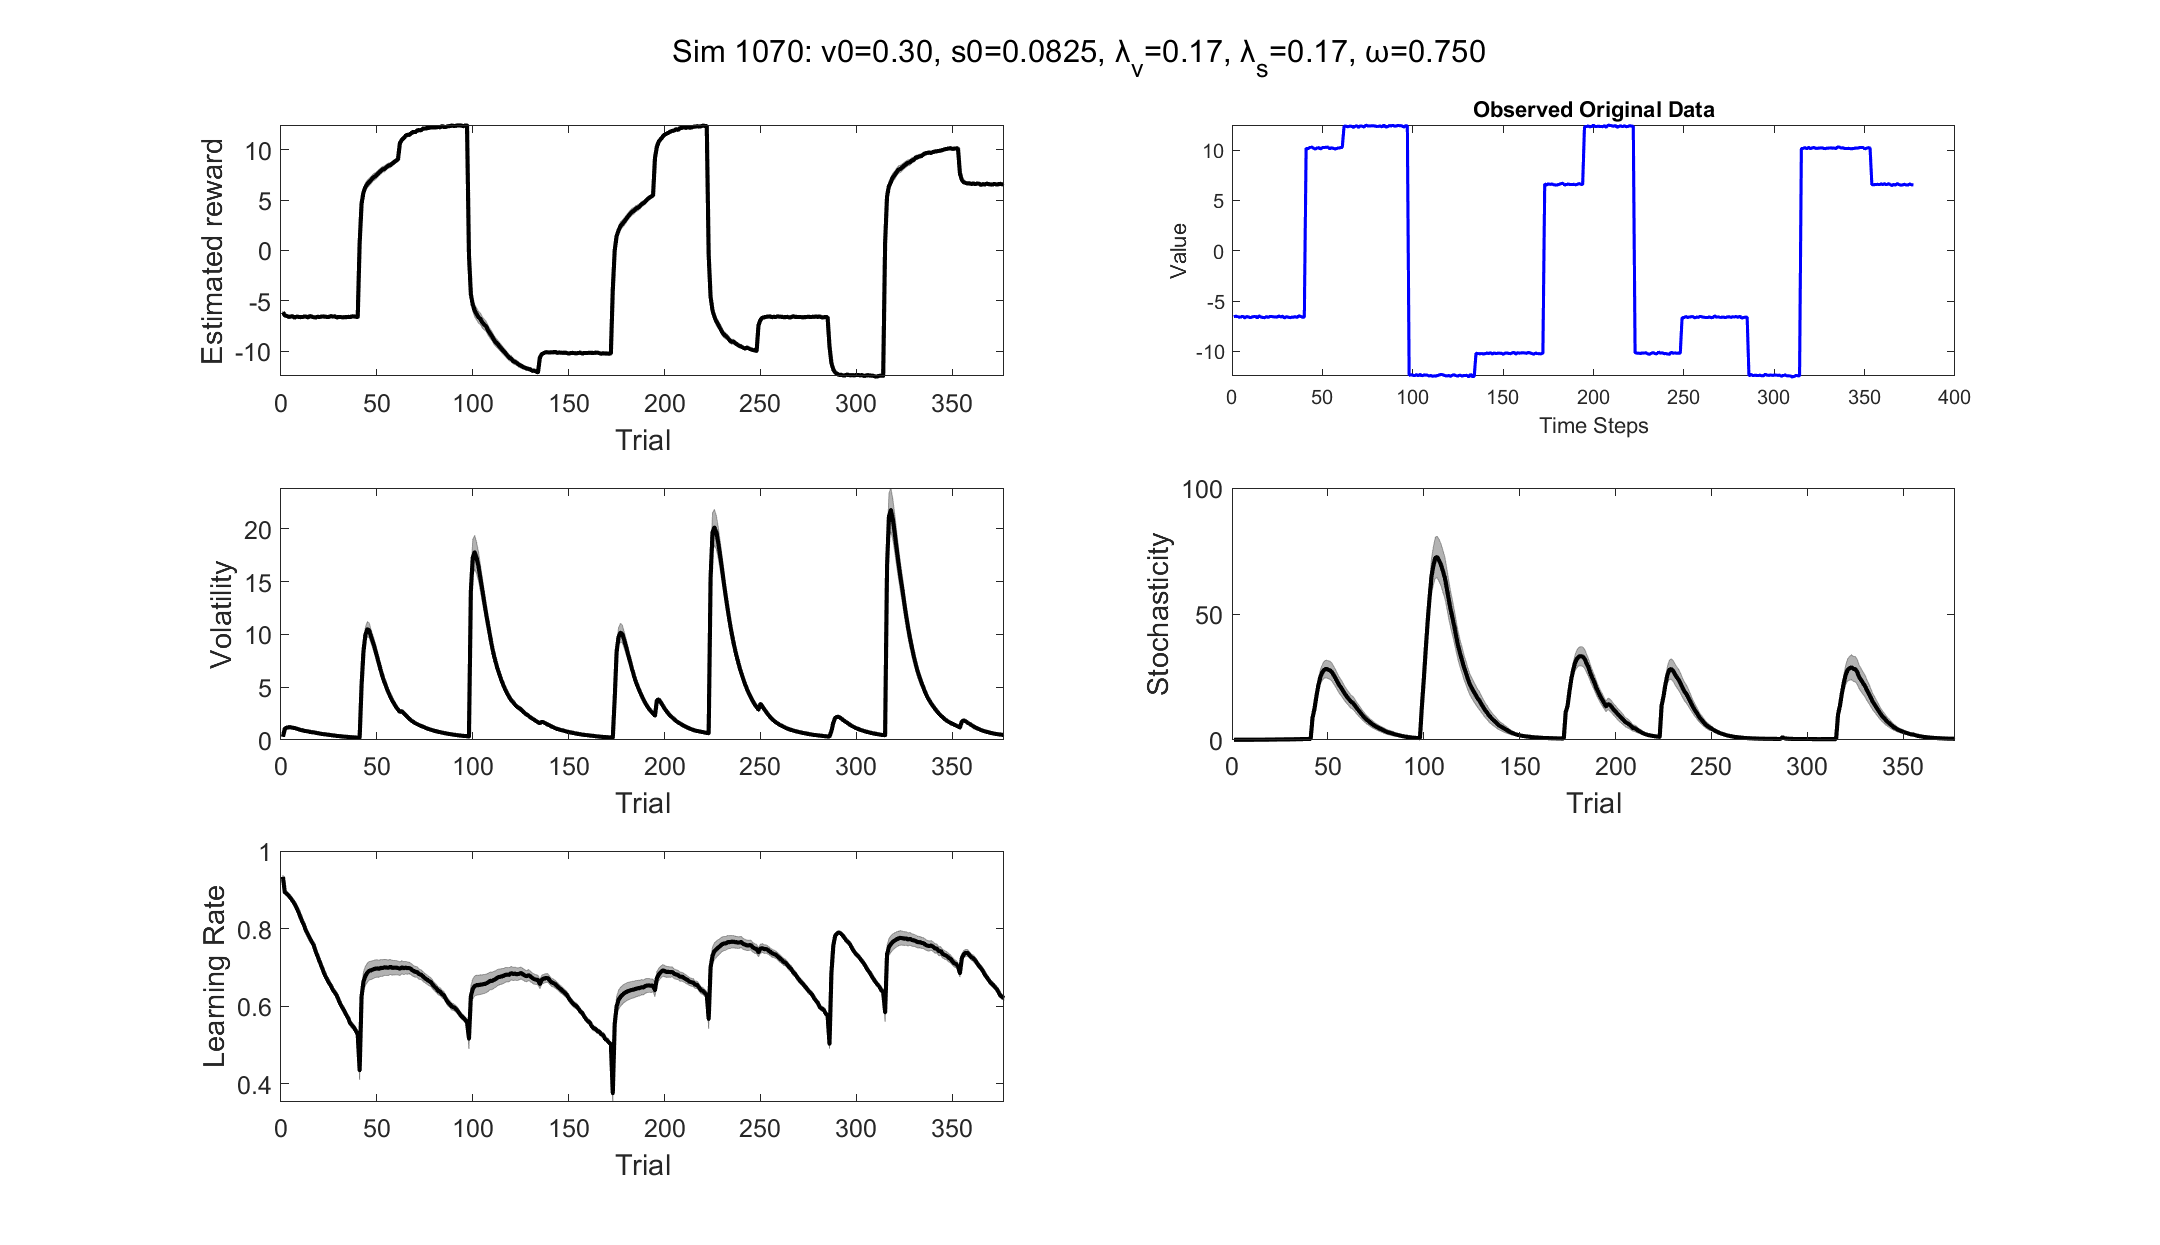 Sim 1070: v0=0.30, s0=0.0825, λ_v=0.17, λ_s=0.17, ω=0.750
Estimated reward
10
5
0
-5
-10
0 50 100 150 200 250 300 350
Trial
Observed Original Data
Value
10
5
0
-5
-10
0 50 100 150 200 250 300 350 400
Time Steps
Volatility
20
15
10
5
0
0 50 100 150 200 250 300 350
Trial
Stochasticity
100
50
0
0 50 100 150 200 250 300 350
Trial
Learning Rate
1
0.8
0.6
0.4
0 50 100 150 200 250 300 350
Trial